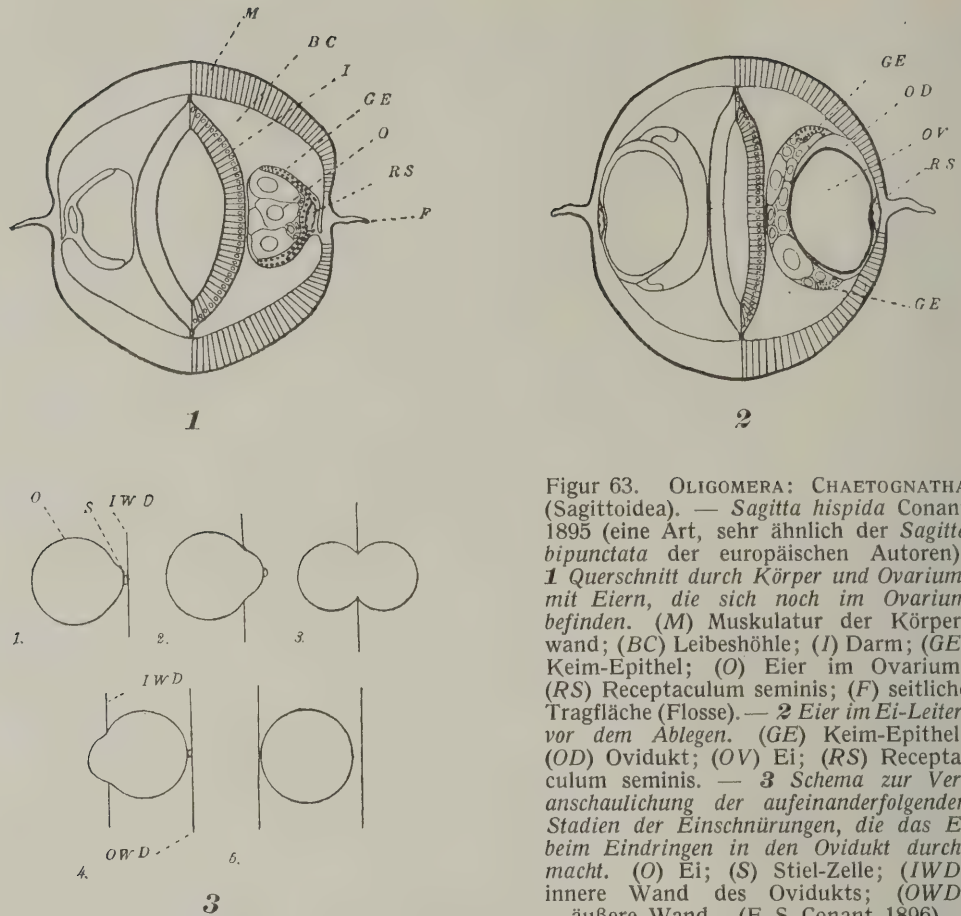 M
BC
I
GE
O
RS
F
1
GE
OD
OV
RS
GE
2
O
S
IWD
1.
2.
3.
IWD
OWD
4.
5.
3
Figur 63. OLIGOMERA: CHAETOGNATHA
(Sagittoidea). — Sagitta hispida Conant
1895 (eine Art, sehr ähnlich der Sagitta
bipunctata der europäischen Autoren)
1 Querschnitt durch Körper und Ovarium
mit Eiern, die sich noch im Ovarium
befinden. (M) Muskulatur der Körper
wand; (BC) Leibeshöhle; (I) Darm; (GE
Keim-Epithel; (O) Eier im Ovarium
(RS) Receptaculum seminis; (F) seitliche
Tragfläche (Flosse). — 2 Eier im Ei-Leiter
vor dem Ablegen. (GE) Keim-Epithel
(OD) Ovidukt; (OV) Ei; (RS) Recepta
culum seminis. — 3 Schema zur Ver
anschaulichung der aufeinanderfolgenden
Stadien der Einschnürungen, die das E
beim Eindringen in den Ovidukt durch
macht. (O) Ei; (S) Stiel-Zelle; (IWD
innere Wand des Ovidukts; (OWD
äußere Wand. (F. S. Conant 1896)